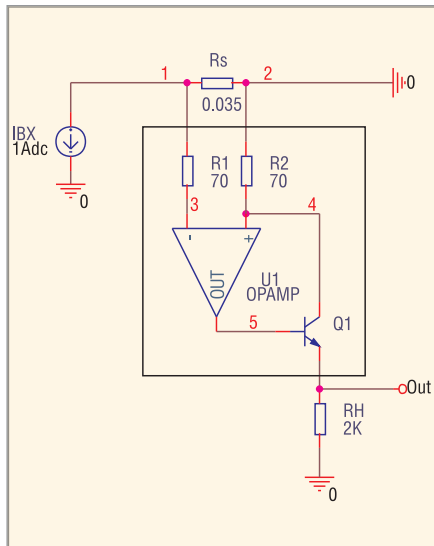 Rs
1
2
0.035
0
IBX
1Adc
0
R1
70
R2
70
3
4
-
+
OUT
U1
OPAMP
5
Q1
Out
RH
2K
0